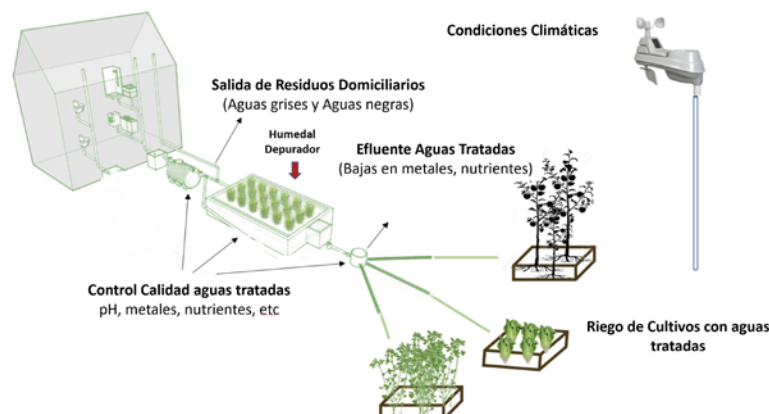 Condiciones Climáticas
Salida de Residuos Domiciliarios
(Aguas grises y Aguas negras)
Humedal
Depurador
Efluente Aguas Tratadas
(Bajas en metales, nutrientes)
Control Calidad aguas tratadas
pH, metales, nutrientes, etc
Riego de Cultivos con aguas
tratadas